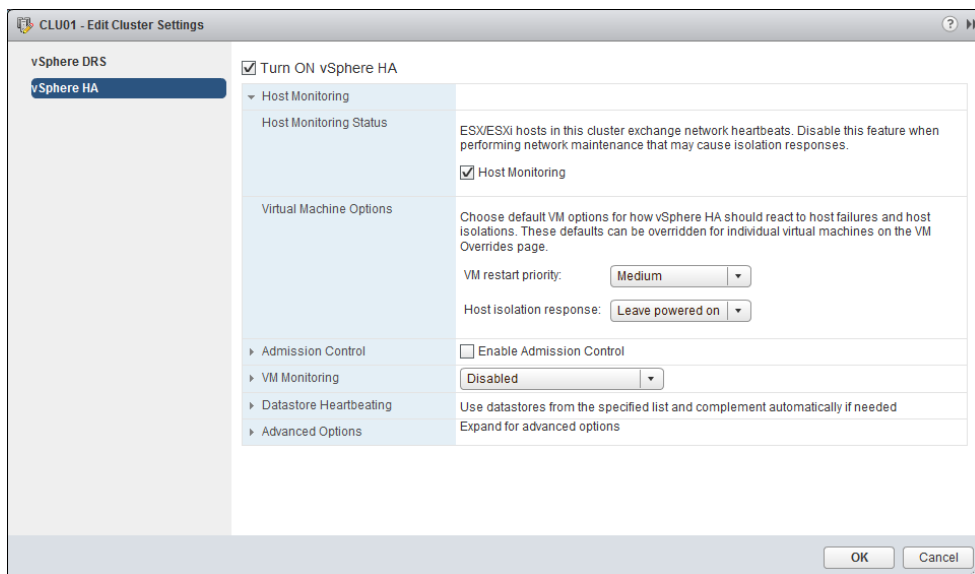 CLU01 - Edit Cluster Settings
?
vSphere DRS
vSphere HA
Turn ON vSphere HA
Host Monitoring
Host Monitoring Status
ESX/ESXi hosts in this cluster exchange network heartbeats. Disable this feature when
performing network maintenance that may cause isolation responses.
Host Monitoring
Virtual Machine Options
Choose default VM options for how vSphere HA should react to host failures and host
isolations. These defaults can be overridden for individual virtual machines on the VM
Overrides page.
VM restart priority: Medium
Host isolation response: Leave powered on
Admission Control Enable Admission Control
VM Monitoring Disabled
Datastore Heartbeating Use datastores from the specified list and complement automatically if needed
Advanced Options Expand for advanced options
OK Cancel